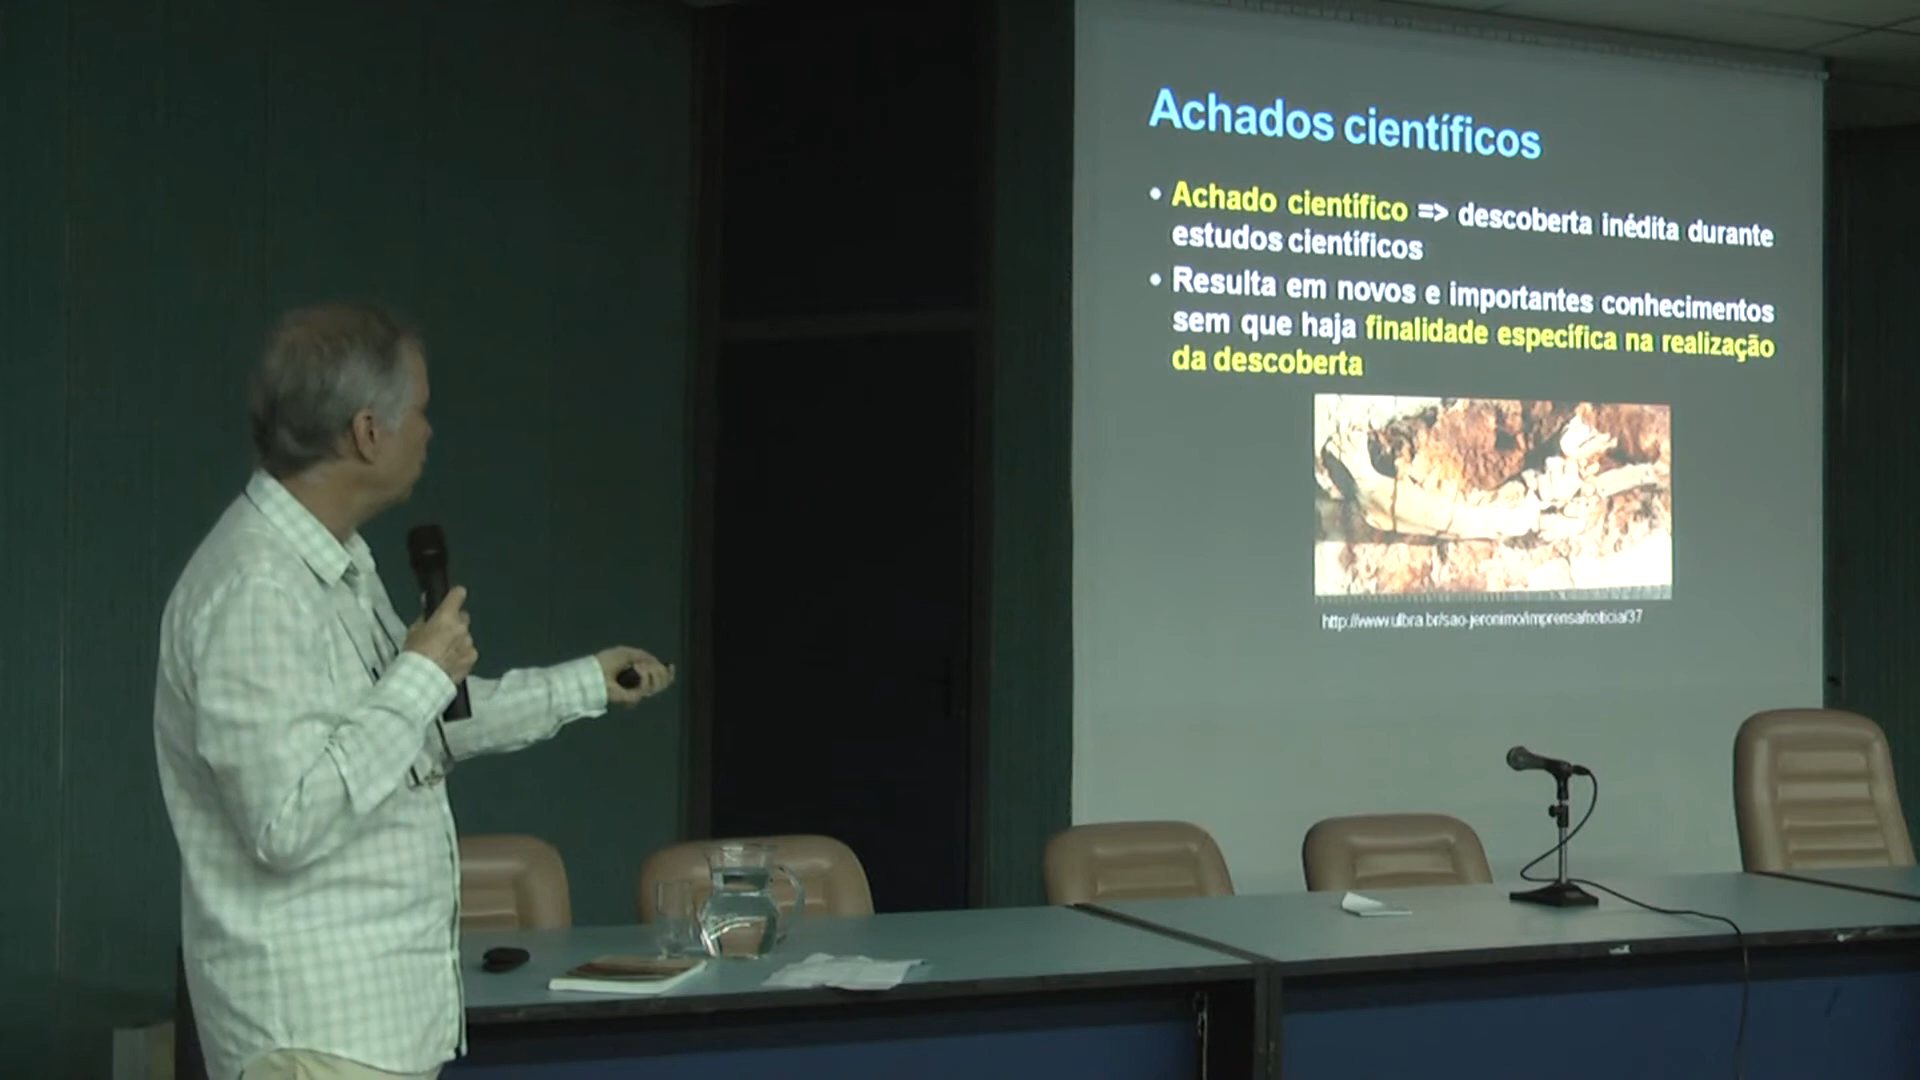 Achados científicos
• Achado científico => descoberta inédita durante
estudos científicos
• Resulta em novos e importantes conhecimentos
sem que haja finalidade específica na realização
da descoberta
http://www.ulbra.br/sao-jeronimo/imprensa/noticia/37